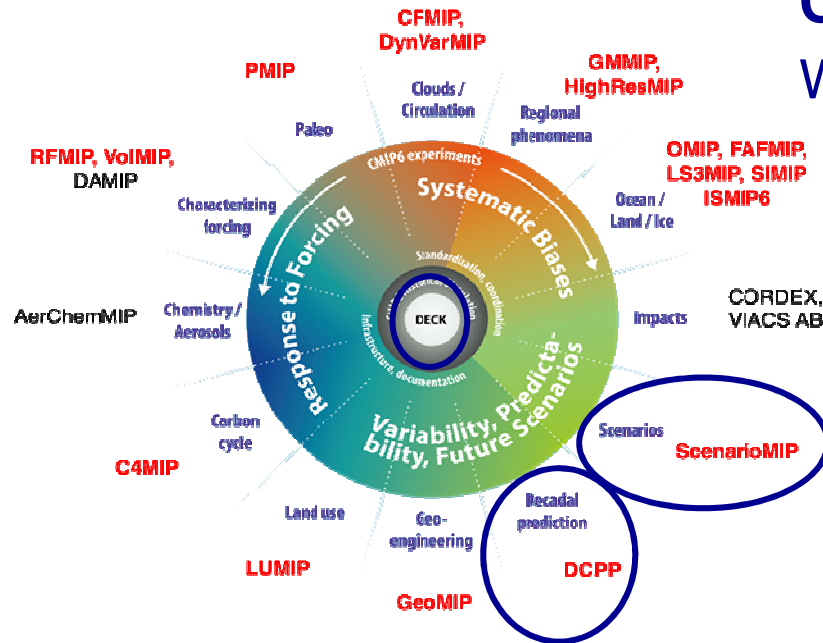 CFMIP,
DynVarMIP
Clouds /
Circulation
GMMIP,
HighResMIP
Regional
phenomena
PMIP
Paleo
OMIP, FAFMIP,
LS3MIP, SIMIP
ISMIP6
Ocean /
Land / Ice
RFMIP, VolMIP,
DAMIP
Characterizing
forcing
CMIP6 experiments
Systematic Biases
Response to Forcing
Standardization, coordination
DECK
infrastructure, documentation
Variability, Predicta-
bility, Future Scenarios
AerChemMIP
Chemistry /
Aerosols
Impacts
CORDEX,
VIACS AB
Scenarios
ScenarioMIP
Carbon
cycle
C4MIP
Land use
LUMIP
Geo-
engineering
GeoMIP
Decadal
prediction
DCPP